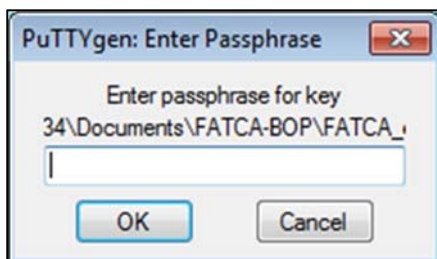 PuTTYgen: Enter Passphrase
Enter passphrase for key
34\Documents\FATCA-BOP\FATCA_
OK
Cancel